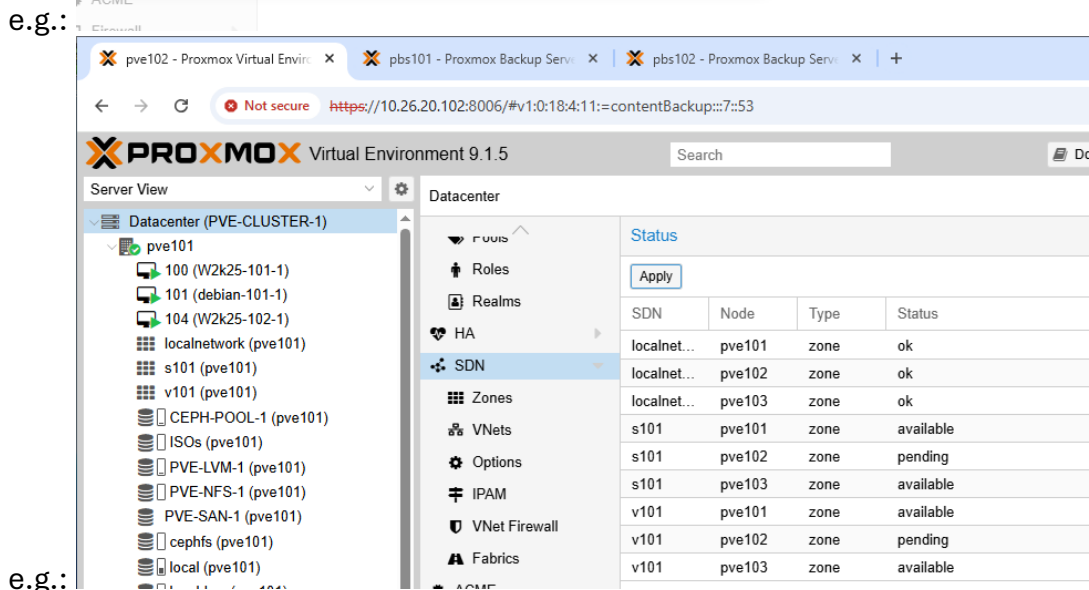 ACME
e.g.:
pve102 - Proxmox Virtual Enviro
pbs101 - Proxmox Backup Serve
pbs102 - Proxmox Backup Serve
Not secure https://10.26.20.102:8006/#v1:0:18:4:11:=contentBackup:::7::53
PROXMOX Virtual Environment 9.1.5
Search
Do
Server View
Datacenter
Datacenter (PVE-CLUSTER-1)
pve101
100 (W2k25-101-1)
101 (debian-101-1)
104 (W2k25-102-1)
localnetwork (pve101)
s101 (pve101)
v101 (pve101)
CEPH-POOL-1 (pve101)
ISOs (pve101)
PVE-LVM-1 (pve101)
PVE-NFS-1 (pve101)
PVE-SAN-1 (pve101)
cephfs (pve101)
local (pve101)
Pools
Roles
Realms
HA
SDN
Zones
VNets
Options
IPAM
VNet Firewall
Fabrics
ACME
Status
Apply
SDN Node Type Status
localnet... pve101 zone ok
localnet... pve102 zone ok
localnet... pve103 zone ok
s101 pve101 zone available
s101 pve102 zone pending
s101 pve103 zone available
v101 pve101 zone available
v101 pve102 zone pending
v101 pve103 zone available
e.g.: